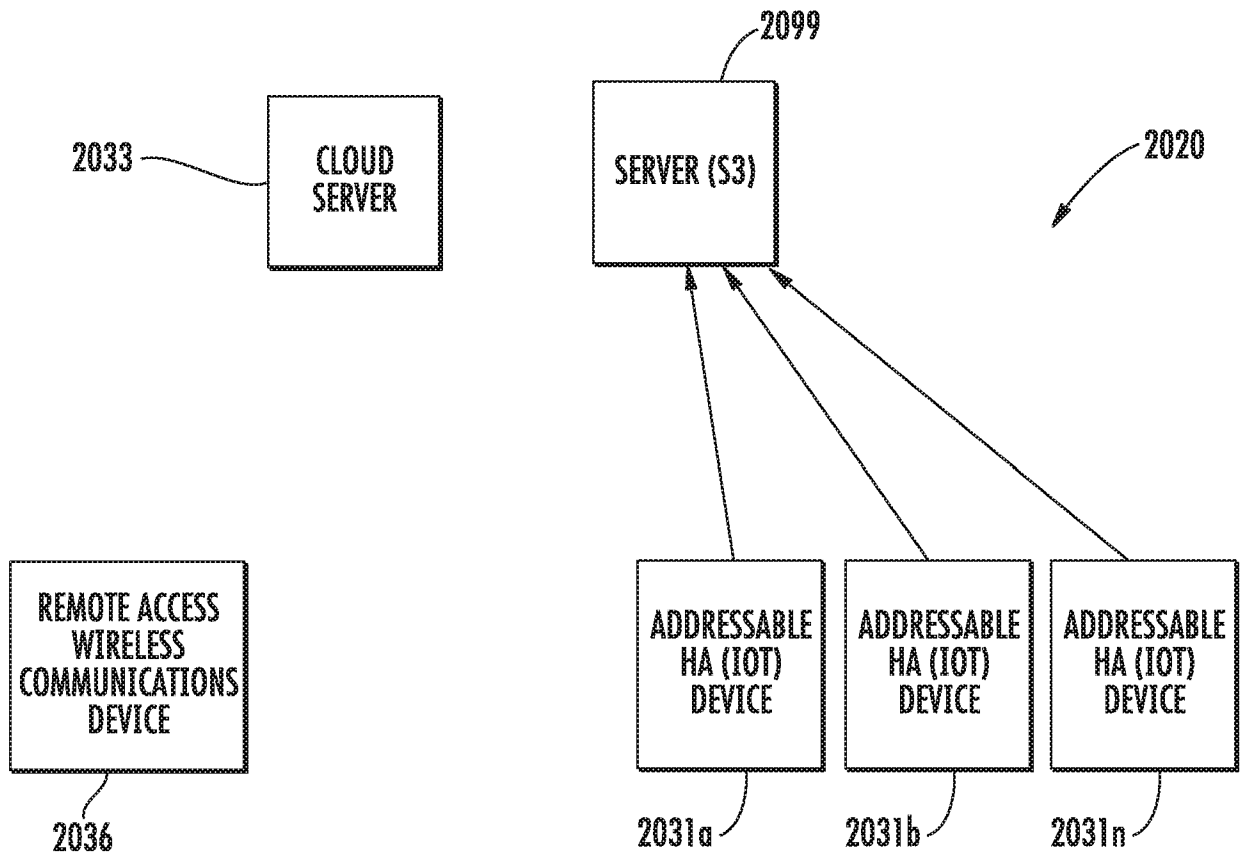 2099
2033
CLOUD
SERVER
SERVER (S3)
2020
REMOTE ACCESS
WIRELESS
COMMUNICATIONS
DEVICE
ADDRESSABLE
HA (IOT)
DEVICE
ADDRESSABLE
HA (IOT)
DEVICE
ADDRESSABLE
HA (IOT)
DEVICE
2036
2031a
2031b
2031n